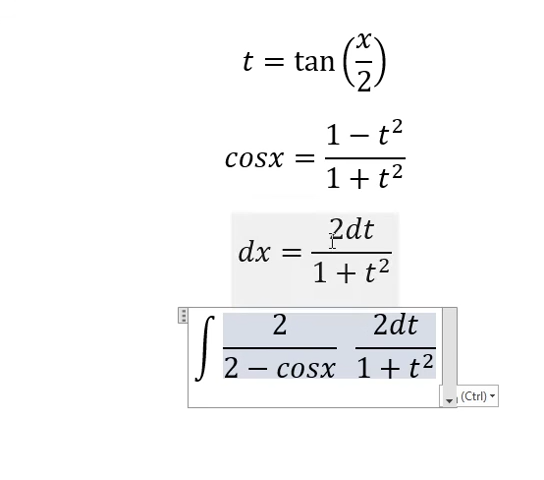 t = tan(x/2)
cosx = (1 − t²)/(1 + t²)
dx = 2dt/(1 + t²)
∫ 2/(2 − cosx) 2dt/(1 + t²)
(Ctrl)